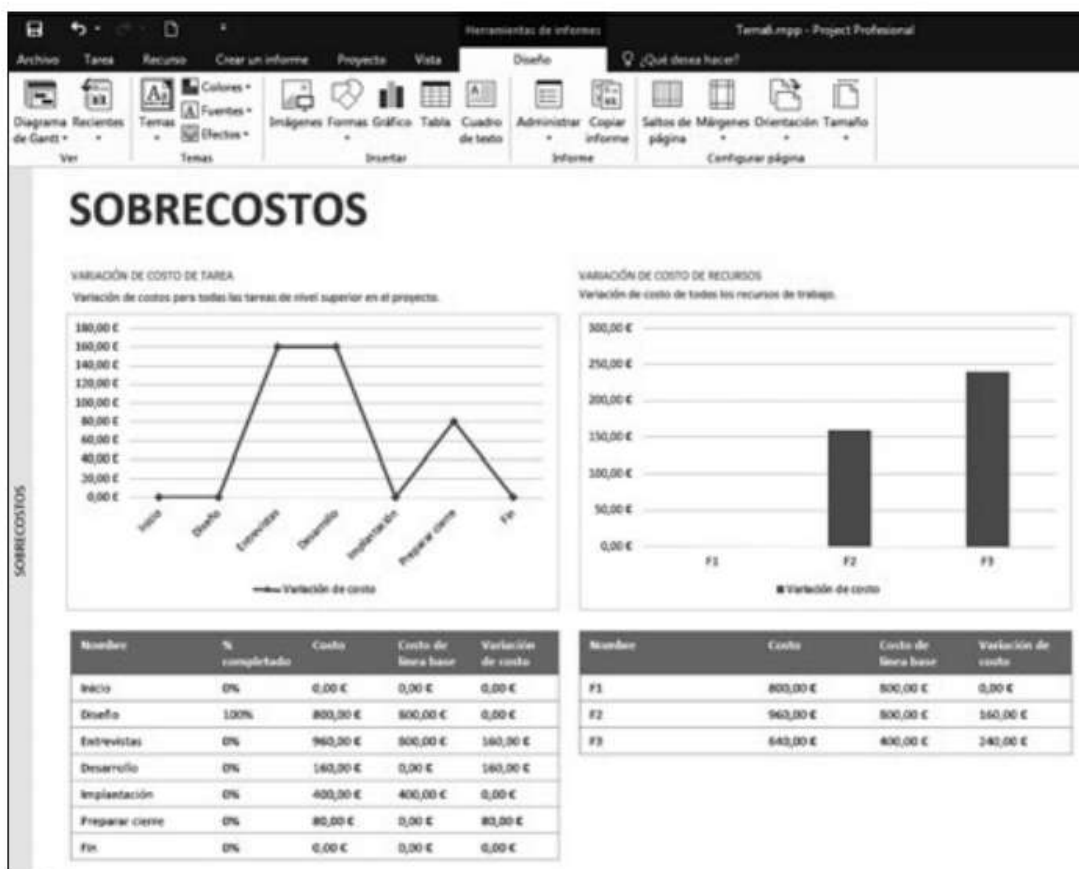 Herramientas de informes
Tema6.mpp - Project Profesional
Archivo Tarea Recurso Crear un informe Proyecto Vista Diseño ¿Qué desea hacer?
Diagrama de Gantt
Recientes
Ver
Temas
Colores
Fuentes
Efectos
Temas
Imágenes Formas Gráfico Tabla Cuadro de texto
Insertar
Administrar Copiar informe
Informe
Saltos de página Márgenes Orientación Tamaño
Configurar página
SOBRECOSTOS
SOBRECOSTOS
VARIACIÓN DE COSTO DE TAREA
Variación de costos para todas las tareas de nivel superior en el proyecto.
180,00 €
160,00 €
140,00 €
120,00 €
100,00 €
80,00 €
60,00 €
40,00 €
20,00 €
0,00 €
Inicio Diseño Entrevistas Desarrollo Implantación Preparar cierre Fin
Variación de costo
VARIACIÓN DE COSTO DE RECURSOS
Variación de costo de todos los recursos de trabajo.
300,00 €
250,00 €
200,00 €
150,00 €
100,00 €
50,00 €
0,00 €
F1 F2 F3
Variación de costo
Nombre % completado Costo Costo de línea base Variación de costo
Inicio 0% 0,00 € 0,00 € 0,00 €
Diseño 100% 800,00 € 800,00 € 0,00 €
Entrevistas 0% 960,00 € 800,00 € 160,00 €
Desarrollo 0% 160,00 € 0,00 € 160,00 €
Implantación 0% 400,00 € 400,00 € 0,00 €
Preparar cierre 0% 80,00 € 0,00 € 80,00 €
Fin 0% 0,00 € 0,00 € 0,00 €
Nombre Costo Costo de línea base Variación de costo
F1 800,00 € 800,00 € 0,00 €
F2 960,00 € 800,00 € 160,00 €
F3 640,00 € 400,00 € 240,00 €